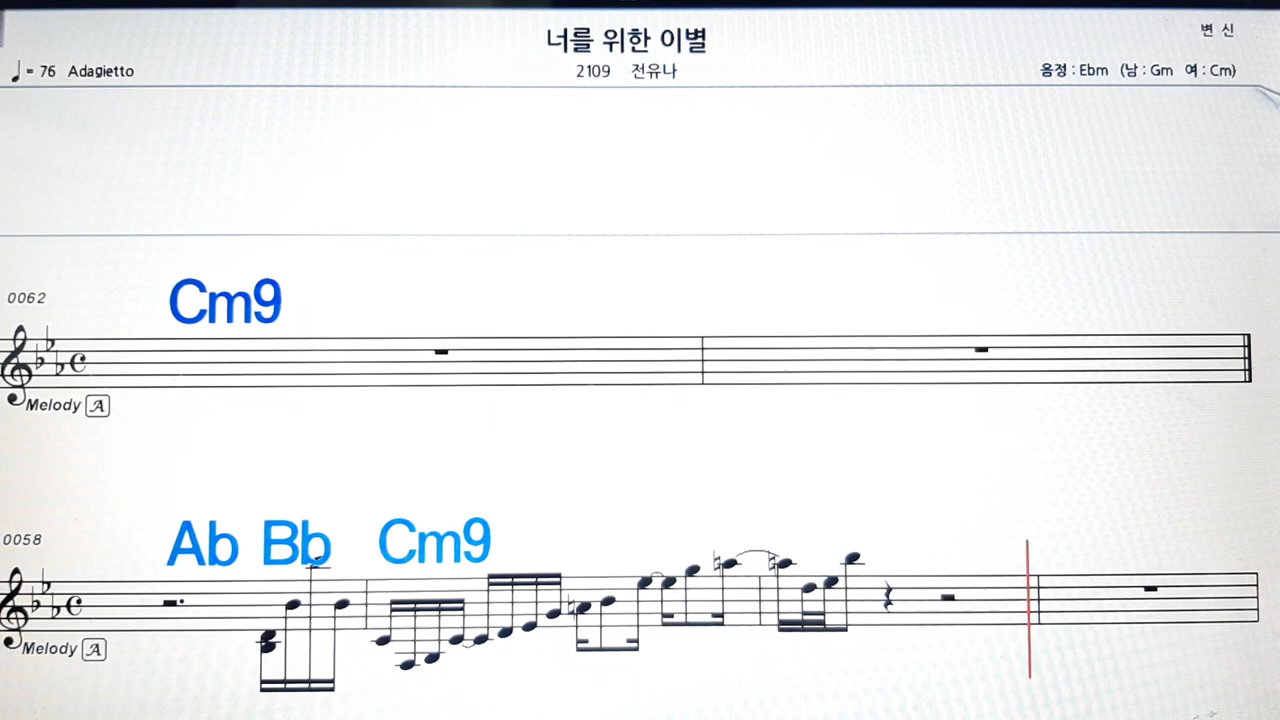 너를 위한 이별
변 신
♩= 76 Adagietto
2109 전유나
음정 : Ebm (남 : Gm 여 : Cm)
0062
Cm9
Melody A
0058
Ab Bb Cm9
Melody A